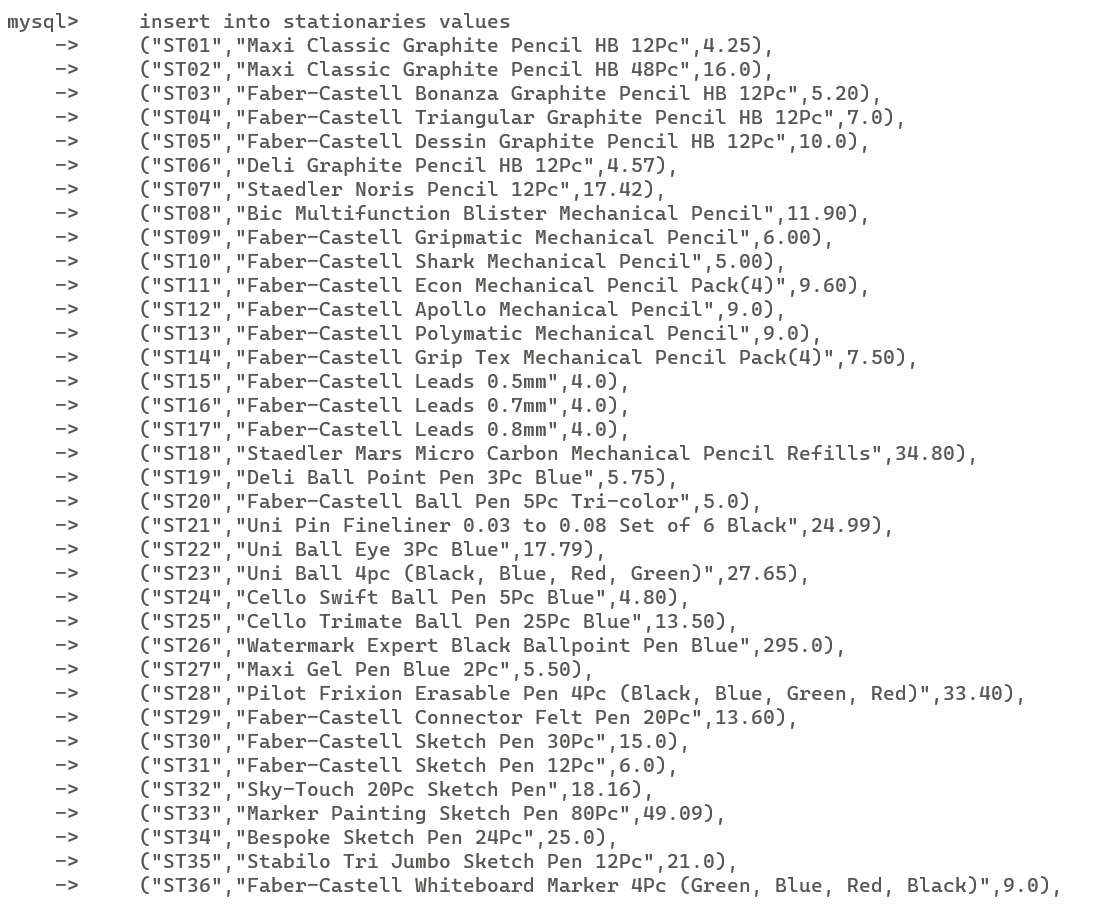 mysql>     insert into stationaries values
    ->     ("ST01","Maxi Classic Graphite Pencil HB 12Pc",4.25),
    ->     ("ST02","Maxi Classic Graphite Pencil HB 48Pc",16.0),
    ->     ("ST03","Faber-Castell Bonanza Graphite Pencil HB 12Pc",5.20),
    ->     ("ST04","Faber-Castell Triangular Graphite Pencil HB 12Pc",7.0),
    ->     ("ST05","Faber-Castell Dessin Graphite Pencil HB 12Pc",10.0),
    ->     ("ST06","Deli Graphite Pencil HB 12Pc",4.57),
    ->     ("ST07","Staedler Noris Pencil 12Pc",17.42),
    ->     ("ST08","Bic Multifunction Blister Mechanical Pencil",11.90),
    ->     ("ST09","Faber-Castell Gripmatic Mechanical Pencil",6.00),
    ->     ("ST10","Faber-Castell Shark Mechanical Pencil",5.00),
    ->     ("ST11","Faber-Castell Econ Mechanical Pencil Pack(4)",9.60),
    ->     ("ST12","Faber-Castell Apollo Mechanical Pencil",9.0),
    ->     ("ST13","Faber-Castell Polymatic Mechanical Pencil",9.0),
    ->     ("ST14","Faber-Castell Grip Tex Mechanical Pencil Pack(4)",7.50),
    ->     ("ST15","Faber-Castell Leads 0.5mm",4.0),
    ->     ("ST16","Faber-Castell Leads 0.7mm",4.0),
    ->     ("ST17","Faber-Castell Leads 0.8mm",4.0),
    ->     ("ST18","Staedler Mars Micro Carbon Mechanical Pencil Refills",34.80),
    ->     ("ST19","Deli Ball Point Pen 3Pc Blue",5.75),
    ->     ("ST20","Faber-Castell Ball Pen 5Pc Tri-color",5.0),
    ->     ("ST21","Uni Pin Fineliner 0.03 to 0.08 Set of 6 Black",24.99),
    ->     ("ST22","Uni Ball Eye 3Pc Blue",17.79),
    ->     ("ST23","Uni Ball 4pc (Black, Blue, Red, Green)",27.65),
    ->     ("ST24","Cello Swift Ball Pen 5Pc Blue",4.80),
    ->     ("ST25","Cello Trimate Ball Pen 25Pc Blue",13.50),
    ->     ("ST26","Watermark Expert Black Ballpoint Pen Blue",295.0),
    ->     ("ST27","Maxi Gel Pen Blue 2Pc",5.50),
    ->     ("ST28","Pilot Frixion Erasable Pen 4Pc (Black, Blue, Green, Red)",33.40),
    ->     ("ST29","Faber-Castell Connector Felt Pen 20Pc",13.60),
    ->     ("ST30","Faber-Castell Sketch Pen 30Pc",15.0),
    ->     ("ST31","Faber-Castell Sketch Pen 12Pc",6.0),
    ->     ("ST32","Sky-Touch 20Pc Sketch Pen",18.16),
    ->     ("ST33","Marker Painting Sketch Pen 80Pc",49.09),
    ->     ("ST34","Bespoke Sketch Pen 24Pc",25.0),
    ->     ("ST35","Stabilo Tri Jumbo Sketch Pen 12Pc",21.0),
    ->     ("ST36","Faber-Castell Whiteboard Marker 4Pc (Green, Blue, Red, Black)",9.0),